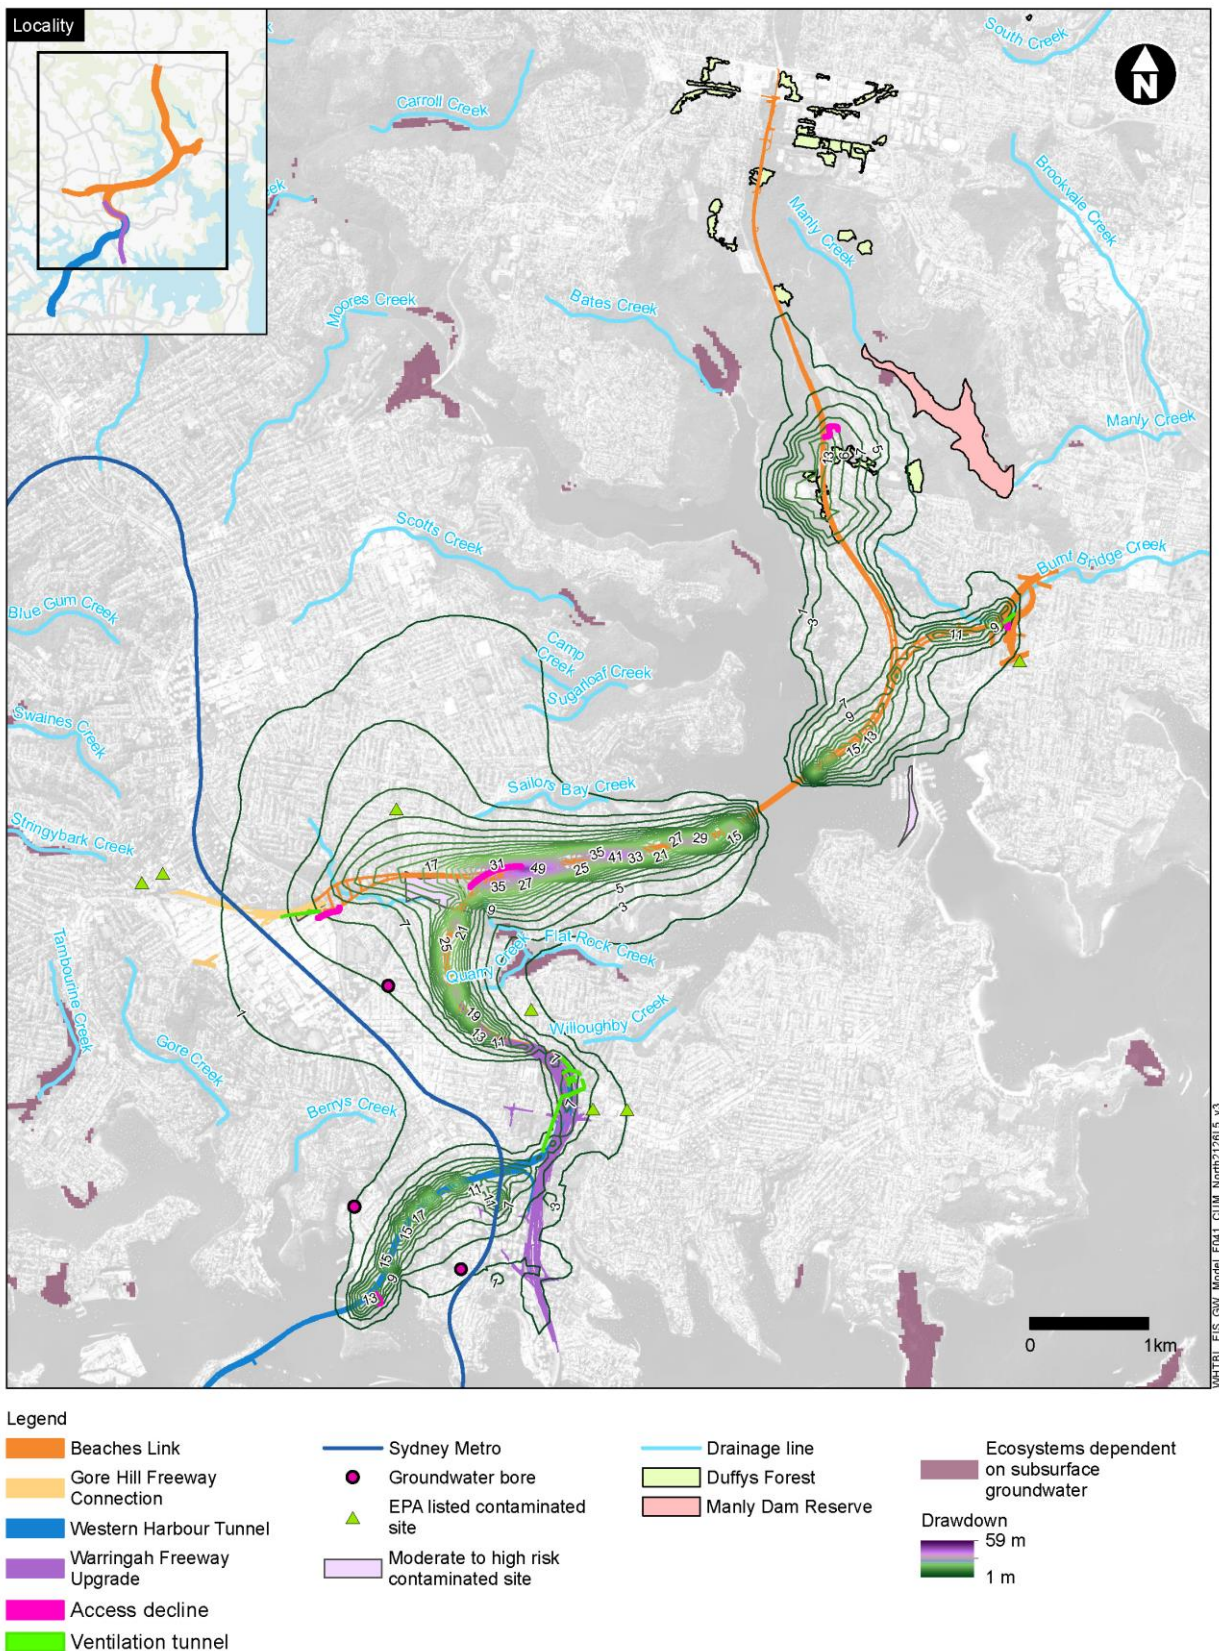 Locality
N
South Creek
Carroll Creek
Brookvale Creek
Manly Creek
Moores Creek
Bates Creek
Manly Creek
Scotts Creek
Burnt Bridge Creek
Blue Gum Creek
Camp
Creek
Sugarloaf Creek
Swaines Creek
Sailors Bay Creek
Stringybark Creek
Flat Rock Creek
Quarry Creek
Tambourine Creek
Willoughby Creek
Gore Creek
Berrys Creek
0 1km
WHTBL_EIS_GW_Model_F041_CUM_North2126L5_v3
Legend
Beaches Link
Gore Hill Freeway
Connection
Western Harbour Tunnel
Warringah Freeway
Upgrade
Access decline
Ventilation tunnel
Sydney Metro
Groundwater bore
EPA listed contaminated
site
Moderate to high risk
contaminated site
Drainage line
Duffys Forest
Manly Dam Reserve
Ecosystems dependent
on subsurface
groundwater
Drawdown
59 m
1 m